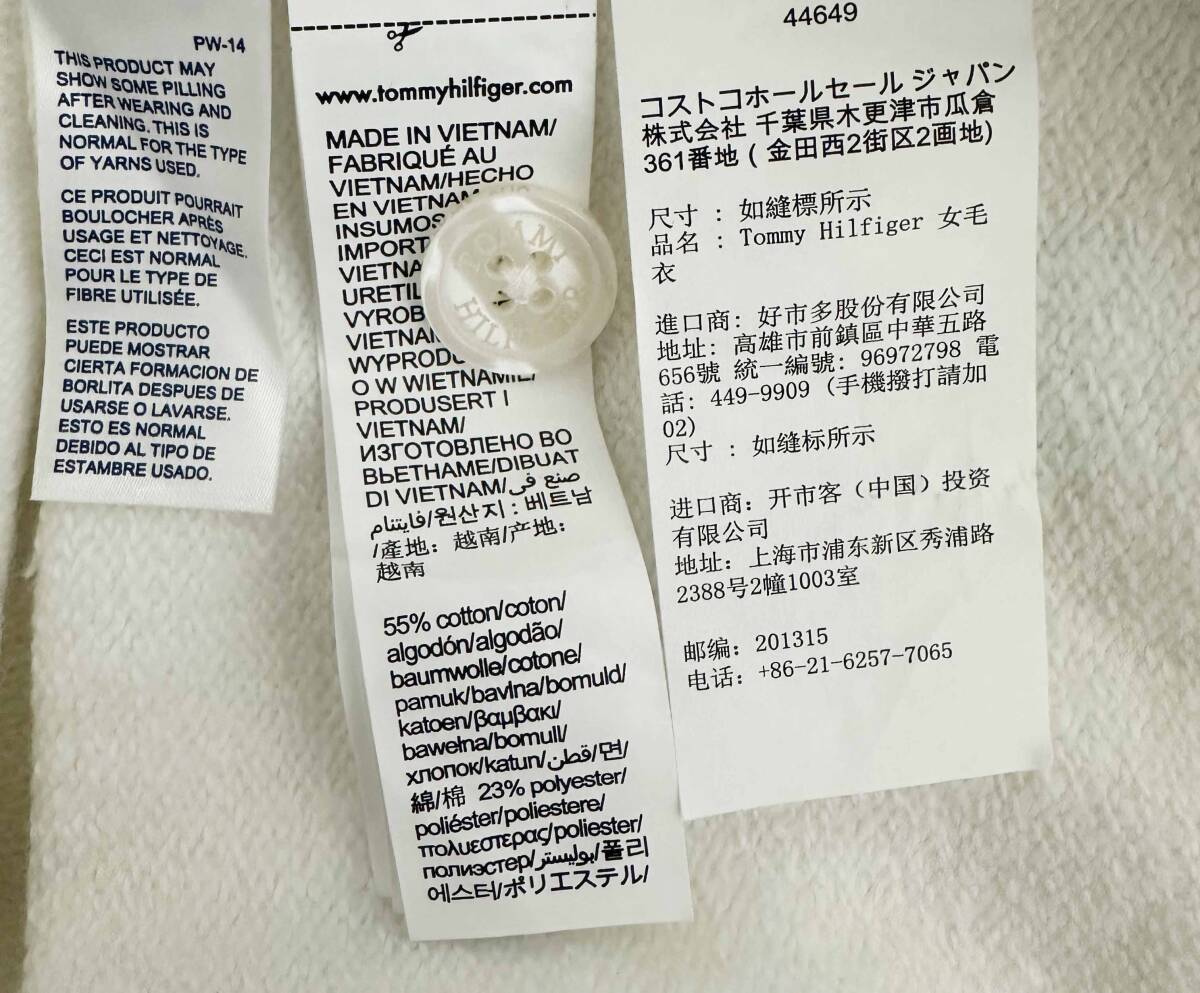 PW-14
THIS PRODUCT MAY
SHOW SOME PILLING
AFTER WEARING AND
CLEANING. THIS IS
NORMAL FOR THE TYPE
OF YARNS USED.
CE PRODUIT POURRAIT
BOULOCHER APRÈS
USAGE ET NETTOYAGE.
CECI EST NORMAL
POUR LE TYPE DE
FIBRE UTILISÉE.
ESTE PRODUCTO
PUEDE MOSTRAR
CIERTA FORMACION DE
BORLITA DESPUES DE
USARSE O LAVARSE.
ESTO ES NORMAL
DEBIDO AL TIPO DE
ESTAMBRE USADO.
www.tommyhilfiger.com
MADE IN VIETNAM/
FABRIQUÉ AU
VIETNAM/HECHO
EN VIETNAM
INSUMOS
IMPORT
VIETNA
URETIL
VYROB
VIETNAM
WYPRODU
O W WIETNAMIE/
PRODUSERT I
VIETNAM/
ИЗГОТОВЛЕНО ВО
ВЬЕТНАМЕ/DIBUAT
DI VIETNAM/صنع في
فايتنام/원산지 : 베트남
/產地: 越南/产地:
越南
55% cotton/coton/
algodón/algodão/
baumwolle/cotone/
pamuk/bavlna/bomuld/
katoen/βαμβακι/
bawełna/bomull/
хлопок/katun/قطن/면/
綿/棉 23% polyester/
poliéster/poliestere/
πολυεστερας/poliester/
полиэстер/بوليستر/폴리
에스터/ポリエステル/
44649
コストコホールセール ジャパン
株式会社 千葉県木更津市瓜倉
361番地 ( 金田西2街区2画地)
尺寸 : 如縫標所示
品名 : Tommy Hilfiger 女毛
衣
進口商: 好市多股份有限公司
地址: 高雄市前鎮區中華五路
656號 統一編號: 96972798 電
話: 449-9909 (手機撥打請加
02)
尺寸 : 如缝标所示
进口商: 开市客（中国）投资
有限公司
地址: 上海市浦东新区秀浦路
2388号2幢1003室
邮编: 201315
电话: +86-21-6257-7065